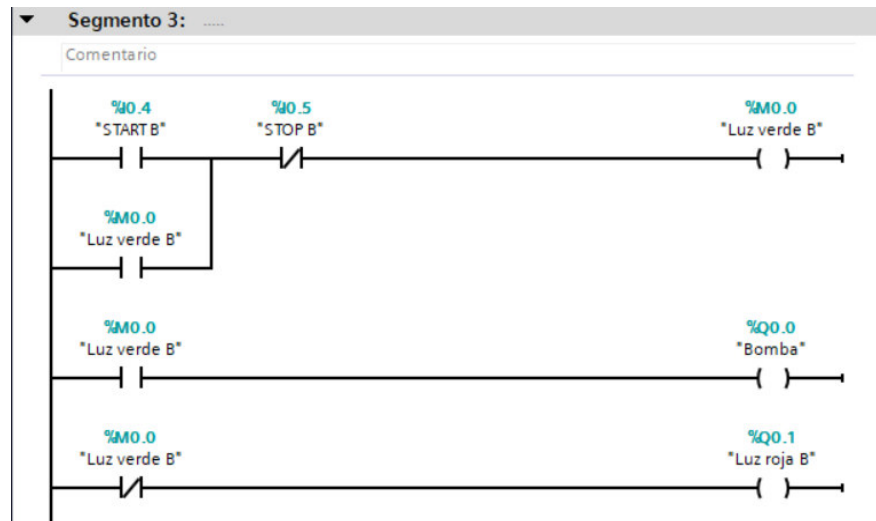 Segmento 3: .....
Comentario
%I0.4 %I0.5 %M0.0
"START B" "STOP B" "Luz verde B"
%M0.0
"Luz verde B"
%M0.0 %Q0.0
"Luz verde B" "Bomba"
%M0.0 %Q0.1
"Luz verde B" "Luz roja B"